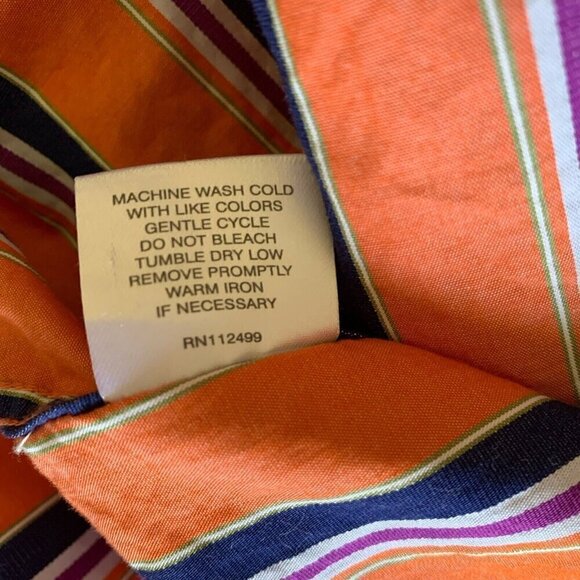 MACHINE WASH COLD
WITH LIKE COLORS
GENTLE CYCLE
DO NOT BLEACH
TUMBLE DRY LOW
REMOVE PROMPTLY
WARM IRON
IF NECESSARY
RN112499